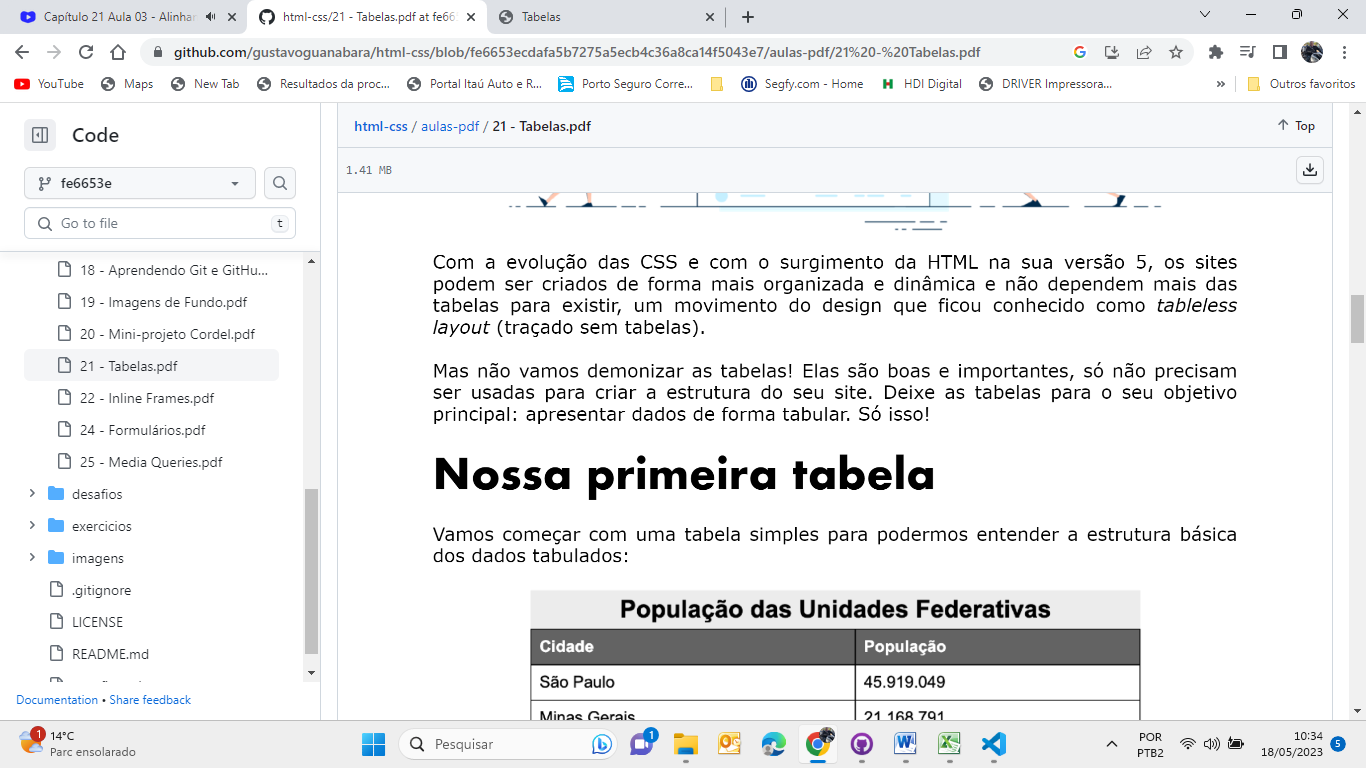 Capítulo 21 Aula 03 - Alinhar
html-css/21 - Tabelas.pdf at fe665
Tabelas
github.com/gustavoguanabara/html-css/blob/fe6653ecdafa5b7275a5ecb4c36a8ca14f5043e7/aulas-pdf/21%20-%20Tabelas.pdf
YouTube
Maps
New Tab
Resultados da proc...
Portal Itaú Auto e R...
Porto Seguro Corre...
Segfy.com - Home
HDI Digital
DRIVER Impressora...
»
Outros favoritos
Code
fe6653e
Go to file
t
18 - Aprendendo Git e GitHu...
19 - Imagens de Fundo.pdf
20 - Mini-projeto Cordel.pdf
21 - Tabelas.pdf
22 - Inline Frames.pdf
24 - Formulários.pdf
25 - Media Queries.pdf
desafios
exercicios
imagens
.gitignore
LICENSE
README.md
Documentation • Share feedback
html-css / aulas-pdf / 21 - Tabelas.pdf
Top
1.41 MB
Com a evolução das CSS e com o surgimento da HTML na sua versão 5, os sites
podem ser criados de forma mais organizada e dinâmica e não dependem mais das
tabelas para existir, um movimento do design que ficou conhecido como tableless
layout (traçado sem tabelas).
Mas não vamos demonizar as tabelas! Elas são boas e importantes, só não precisam
ser usadas para criar a estrutura do seu site. Deixe as tabelas para o seu objetivo
principal: apresentar dados de forma tabular. Só isso!
Nossa primeira tabela
Vamos começar com uma tabela simples para podermos entender a estrutura básica
dos dados tabulados:
População das Unidades Federativas
Cidade População
São Paulo 45.919.049
Minas Gerais 21.168.791
1
14°C
Parc ensolarado
Pesquisar
1
POR
PTB2
10:34
18/05/2023
5